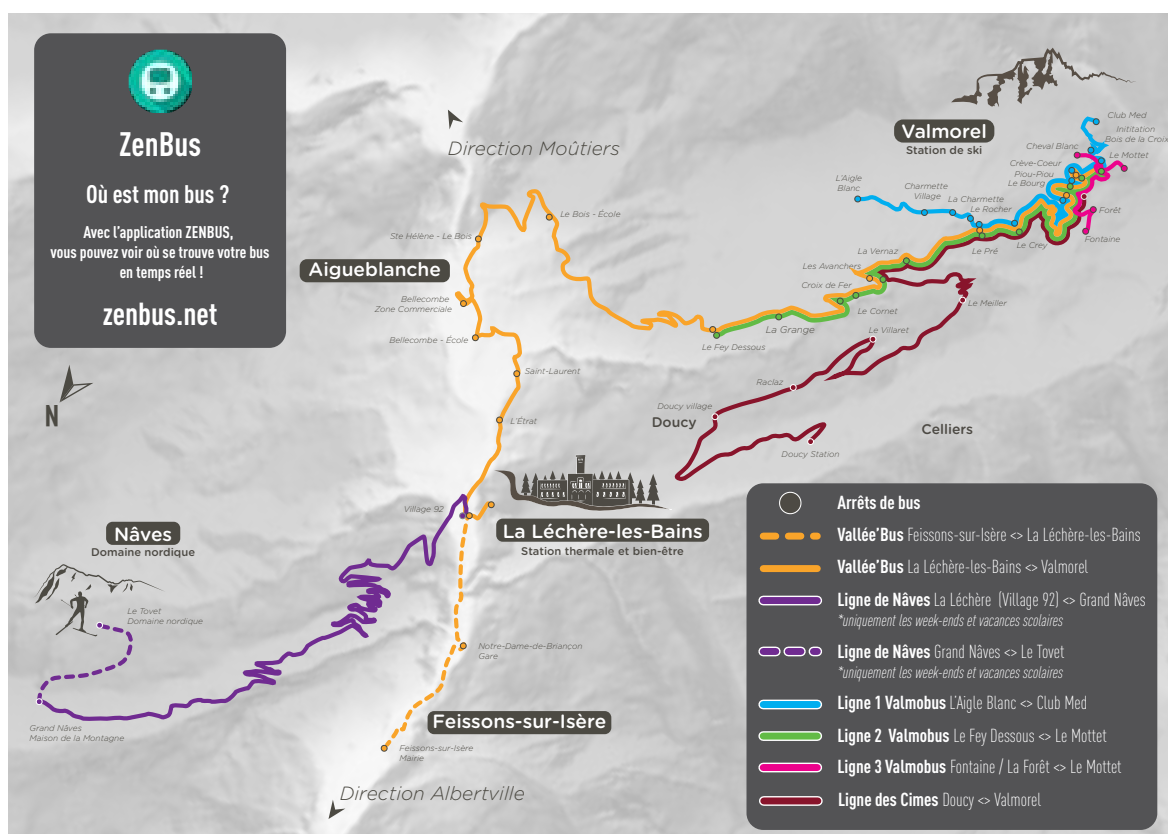 ZenBus
Où est mon bus ?
Avec l'application ZENBUS,
vous pouvez voir où se trouve votre bus
en temps réel !
zenbus.net
N
Direction Moûtiers
Valmorel
Station de ski
Club Med
Inititation
Bois de la Croix
Cheval Blanc
Le Mottet
Crève-Coeur
Piou-Piou
Le Bourg
L'Aigle
Blanc
Charmette
Village
La Charmette
Le Rocher
Forêt
Fontaine
Le Crey
Le Pré
La Vernaz
Les Avanchers
Croix de Fer
Le Cornet
Le Meiller
La Grange
Le Fey Dessous
Le Bois - École
Ste Hélène - Le Bois
Aigueblanche
Bellecombe
Zone Commerciale
Bellecombe - École
Saint-Laurent
L'Étrat
Le Villaret
Raclaz
Doucy village
Doucy
Doucy Station
Celliers
Village 92
La Léchère-les-Bains
Station thermale et bien-être
Nâves
Domaine nordique
Le Tovet
Domaine nordique
Grand Nâves
Maison de la Montagne
Notre-Dame-de-Briançon
Gare
Feissons-sur-Isère
Feissons-sur-Isère
Mairie
Direction Albertville
Arrêts de bus
Vallée'Bus Feissons-sur-Isère <> La Léchère-les-Bains
Vallée'Bus La Léchère-les-Bains <> Valmorel
Ligne de Nâves La Léchère (Village 92) <> Grand Nâves
*uniquement les week-ends et vacances scolaires
Ligne de Nâves Grand Nâves <> Le Tovet
*uniquement les week-ends et vacances scolaires
Ligne 1 Valmobus L'Aigle Blanc <> Club Med
Ligne 2 Valmobus Le Fey Dessous <> Le Mottet
Ligne 3 Valmobus Fontaine / La Forêt <> Le Mottet
Ligne des Cimes Doucy <> Valmorel